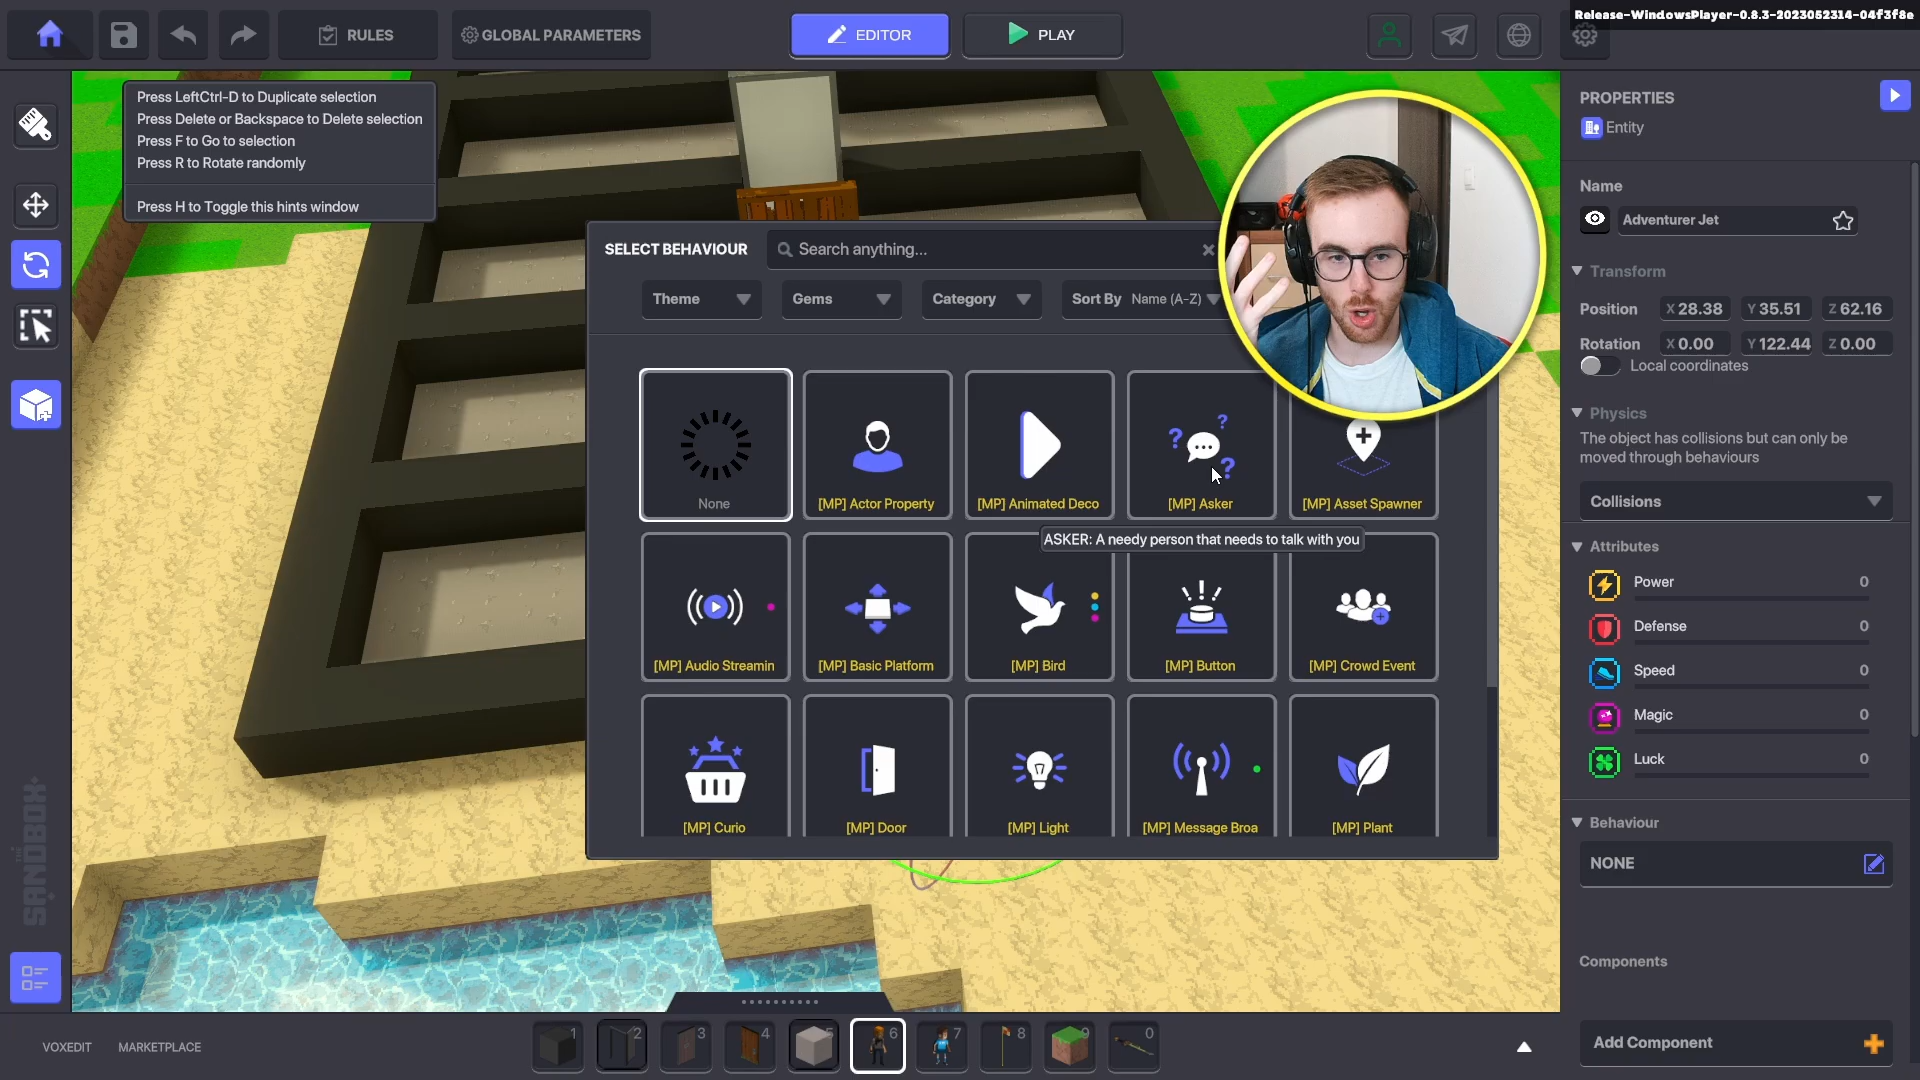 Release-WindowsPlayer-0.8.3-2023052314-04f3f8e
RULES
GLOBAL PARAMETERS
EDITOR
PLAY
Press LeftCtrl-D to Duplicate selection
Press Delete or Backspace to Delete selection
Press F to Go to selection
Press R to Rotate randomly
Press H to Toggle this hints window
SELECT BEHAVIOUR
Search anything...
Theme
Gems
Category
Sort By Name (A-Z)
None
[MP] Actor Property
[MP] Animated Deco
[MP] Asker
[MP] Asset Spawner
ASKER: A needy person that needs to talk with you
[MP] Audio Streamin
[MP] Basic Platform
[MP] Bird
[MP] Button
[MP] Crowd Event
[MP] Curio
[MP] Door
[MP] Light
[MP] Message Broa
[MP] Plant
PROPERTIES
Entity
Name
Adventurer Jet
Transform
Position X 28.38 Y 35.51 Z 62.16
Rotation X 0.00 Y 122.44 Z 0.00
Local coordinates
Physics
The object has collisions but can only be
moved through behaviours
Collisions
Attributes
Power 0
Defense 0
Speed 0
Magic 0
Luck 0
Behaviour
NONE
Components
Add Component
THE SANDBOX
VOXEDIT
MARKETPLACE
1
2
3
4
5
6
7
8
9
0